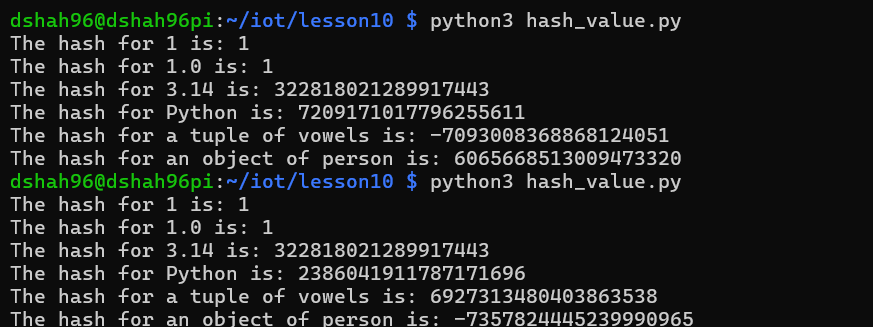 dshah96@dshah96pi:~/iot/lesson10 $ python3 hash_value.py
The hash for 1 is: 1
The hash for 1.0 is: 1
The hash for 3.14 is: 322818021289917443
The hash for Python is: 7209171017796255611
The hash for a tuple of vowels is: -7093008368868124051
The hash for an object of person is: 6065668513009473320
dshah96@dshah96pi:~/iot/lesson10 $ python3 hash_value.py
The hash for 1 is: 1
The hash for 1.0 is: 1
The hash for 3.14 is: 322818021289917443
The hash for Python is: 2386041911787171696
The hash for a tuple of vowels is: 6927313480403863538
The hash for an object of person is: -7357824445239990965